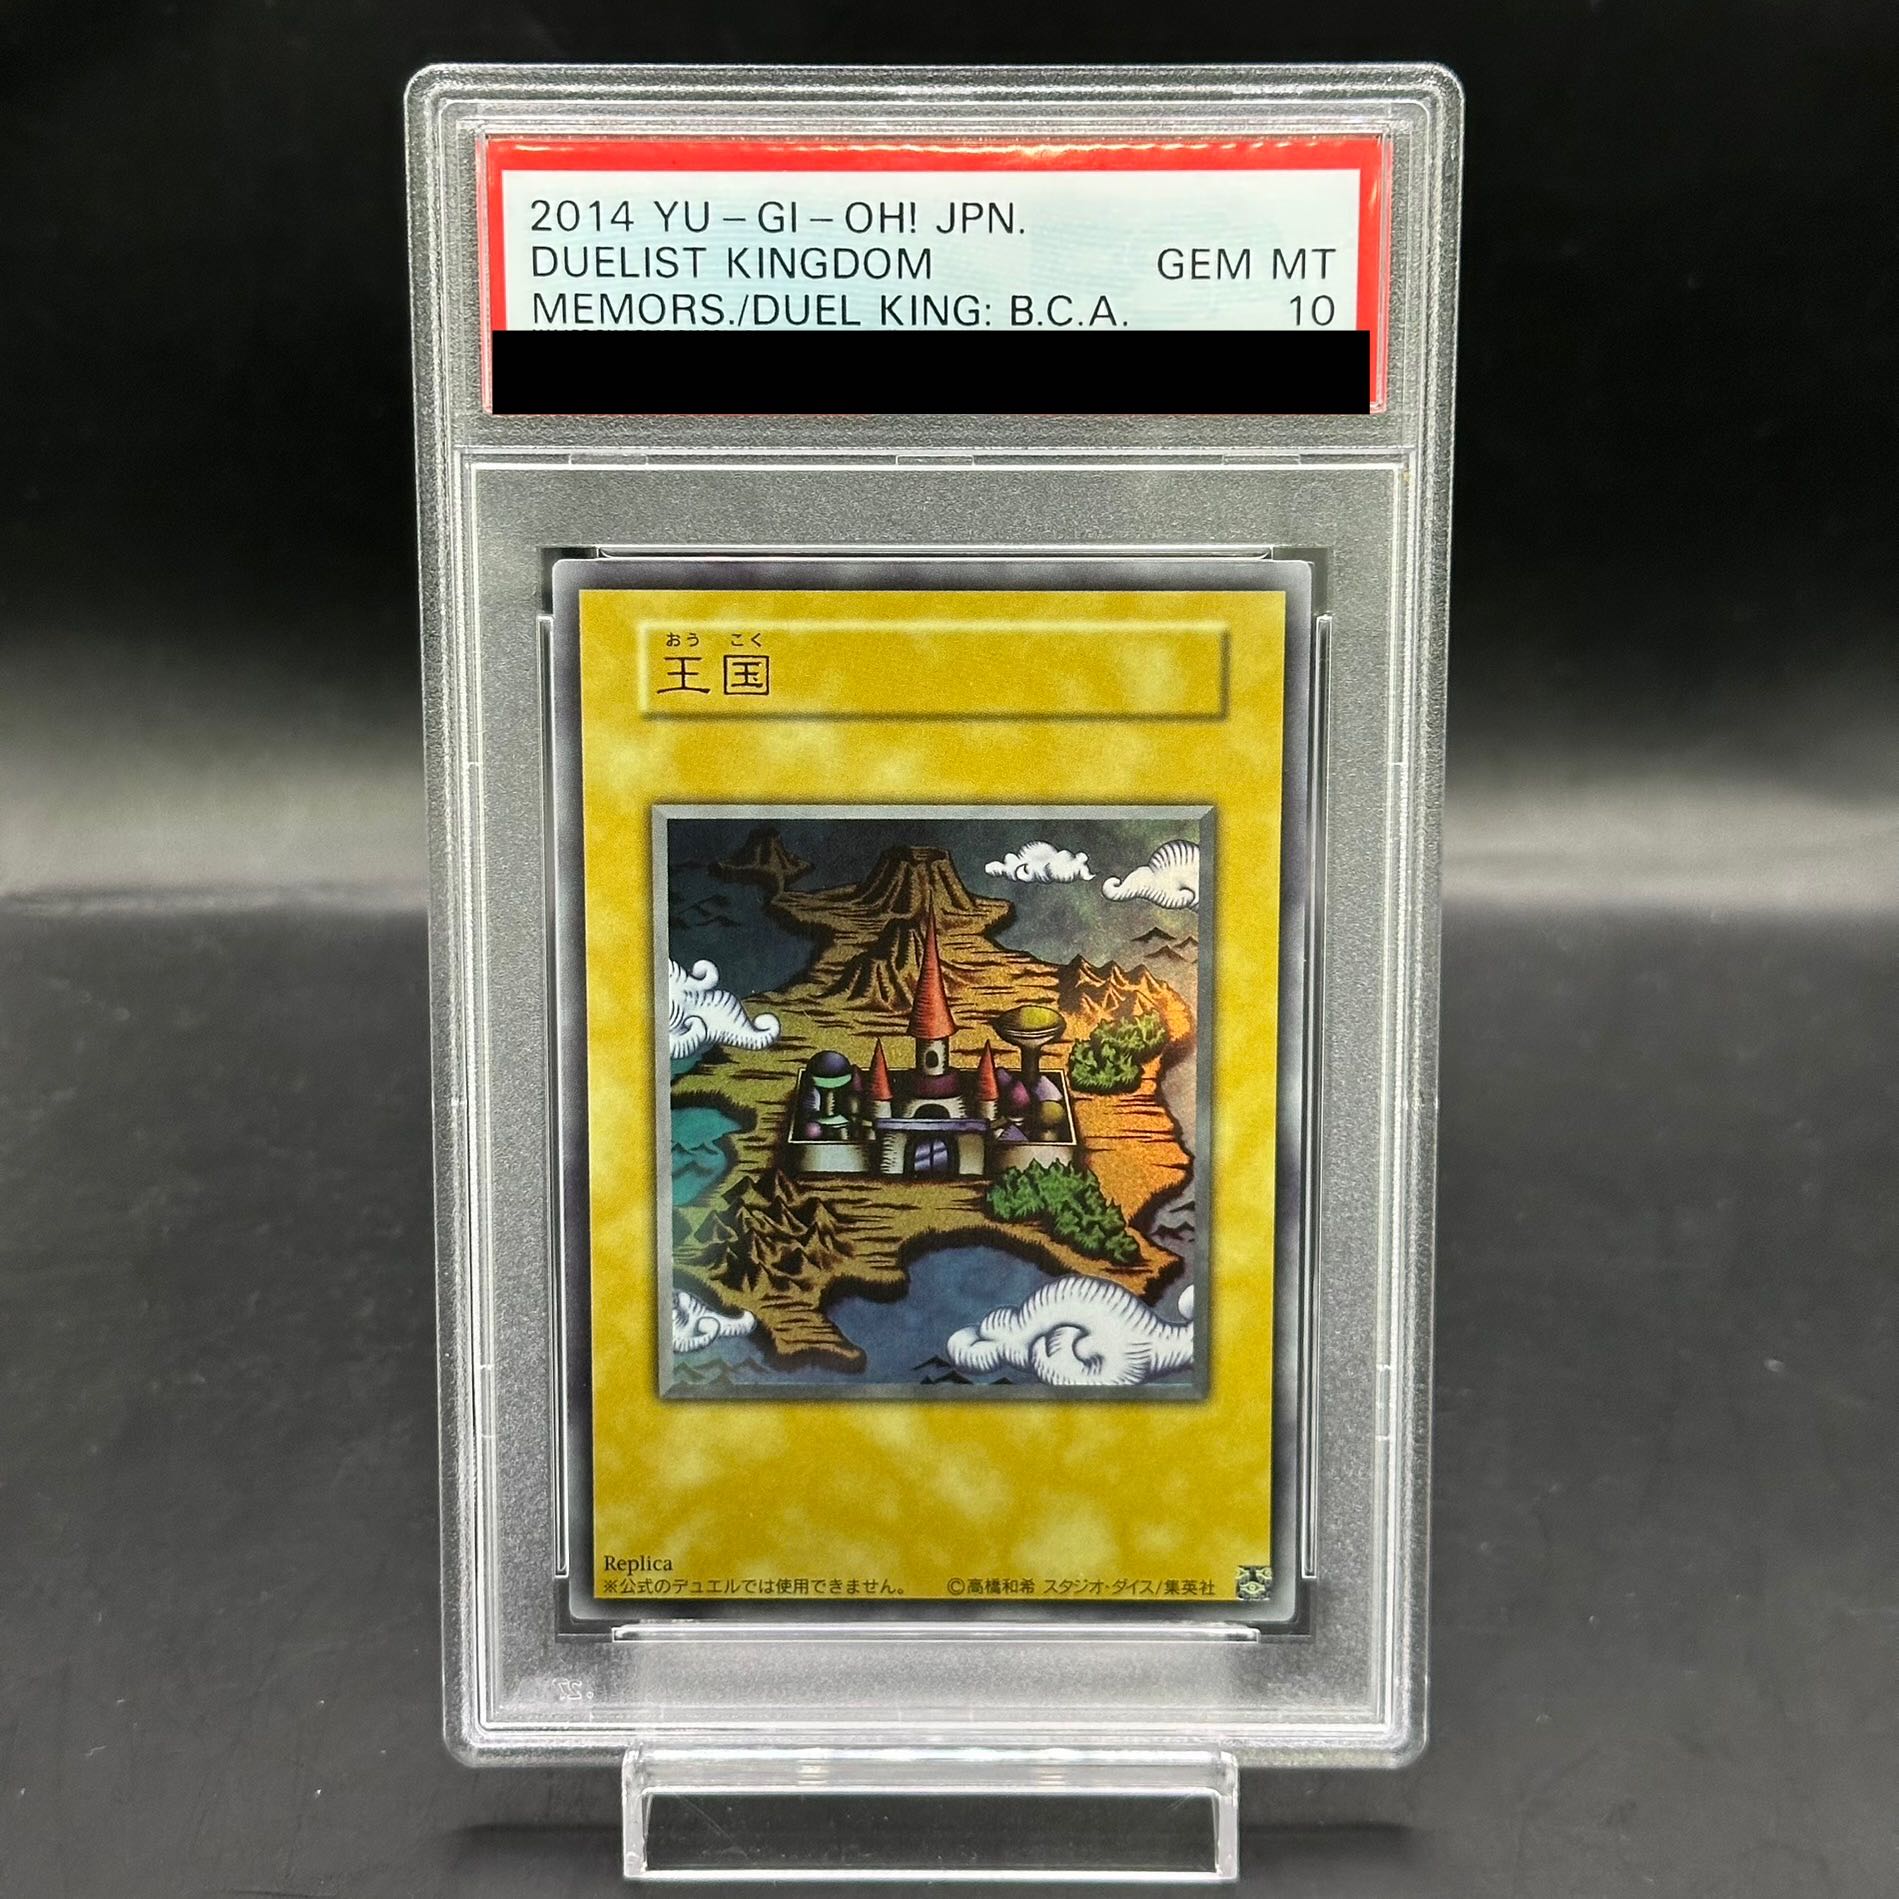 2014 YU-GI-OH! JPN.
DUELIST KINGDOM GEM MT
MEMORS./DUEL KING: B.C.A. 10
おう こく
王国
Replica
※公式のデュエルでは使用できません。 ©高橋和希 スタジオ・ダイス/集英社